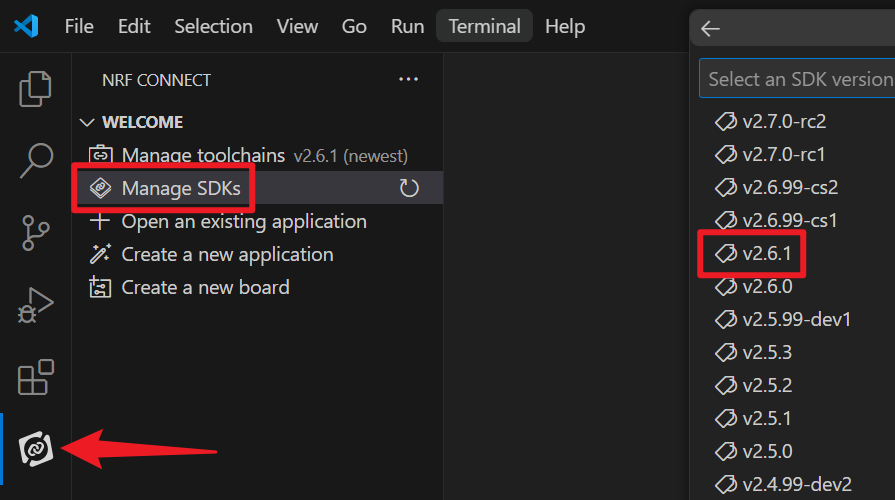 File Edit Selection View Go Run Terminal Help
NRF CONNECT
WELCOME
Manage toolchains v2.6.1 (newest)
Manage SDKs
Open an existing application
Create a new application
Create a new board
Select an SDK version
v2.7.0-rc2
v2.7.0-rc1
v2.6.99-cs2
v2.6.99-cs1
v2.6.1
v2.6.0
v2.5.99-dev1
v2.5.3
v2.5.2
v2.5.1
v2.5.0
v2.4.99-dev2